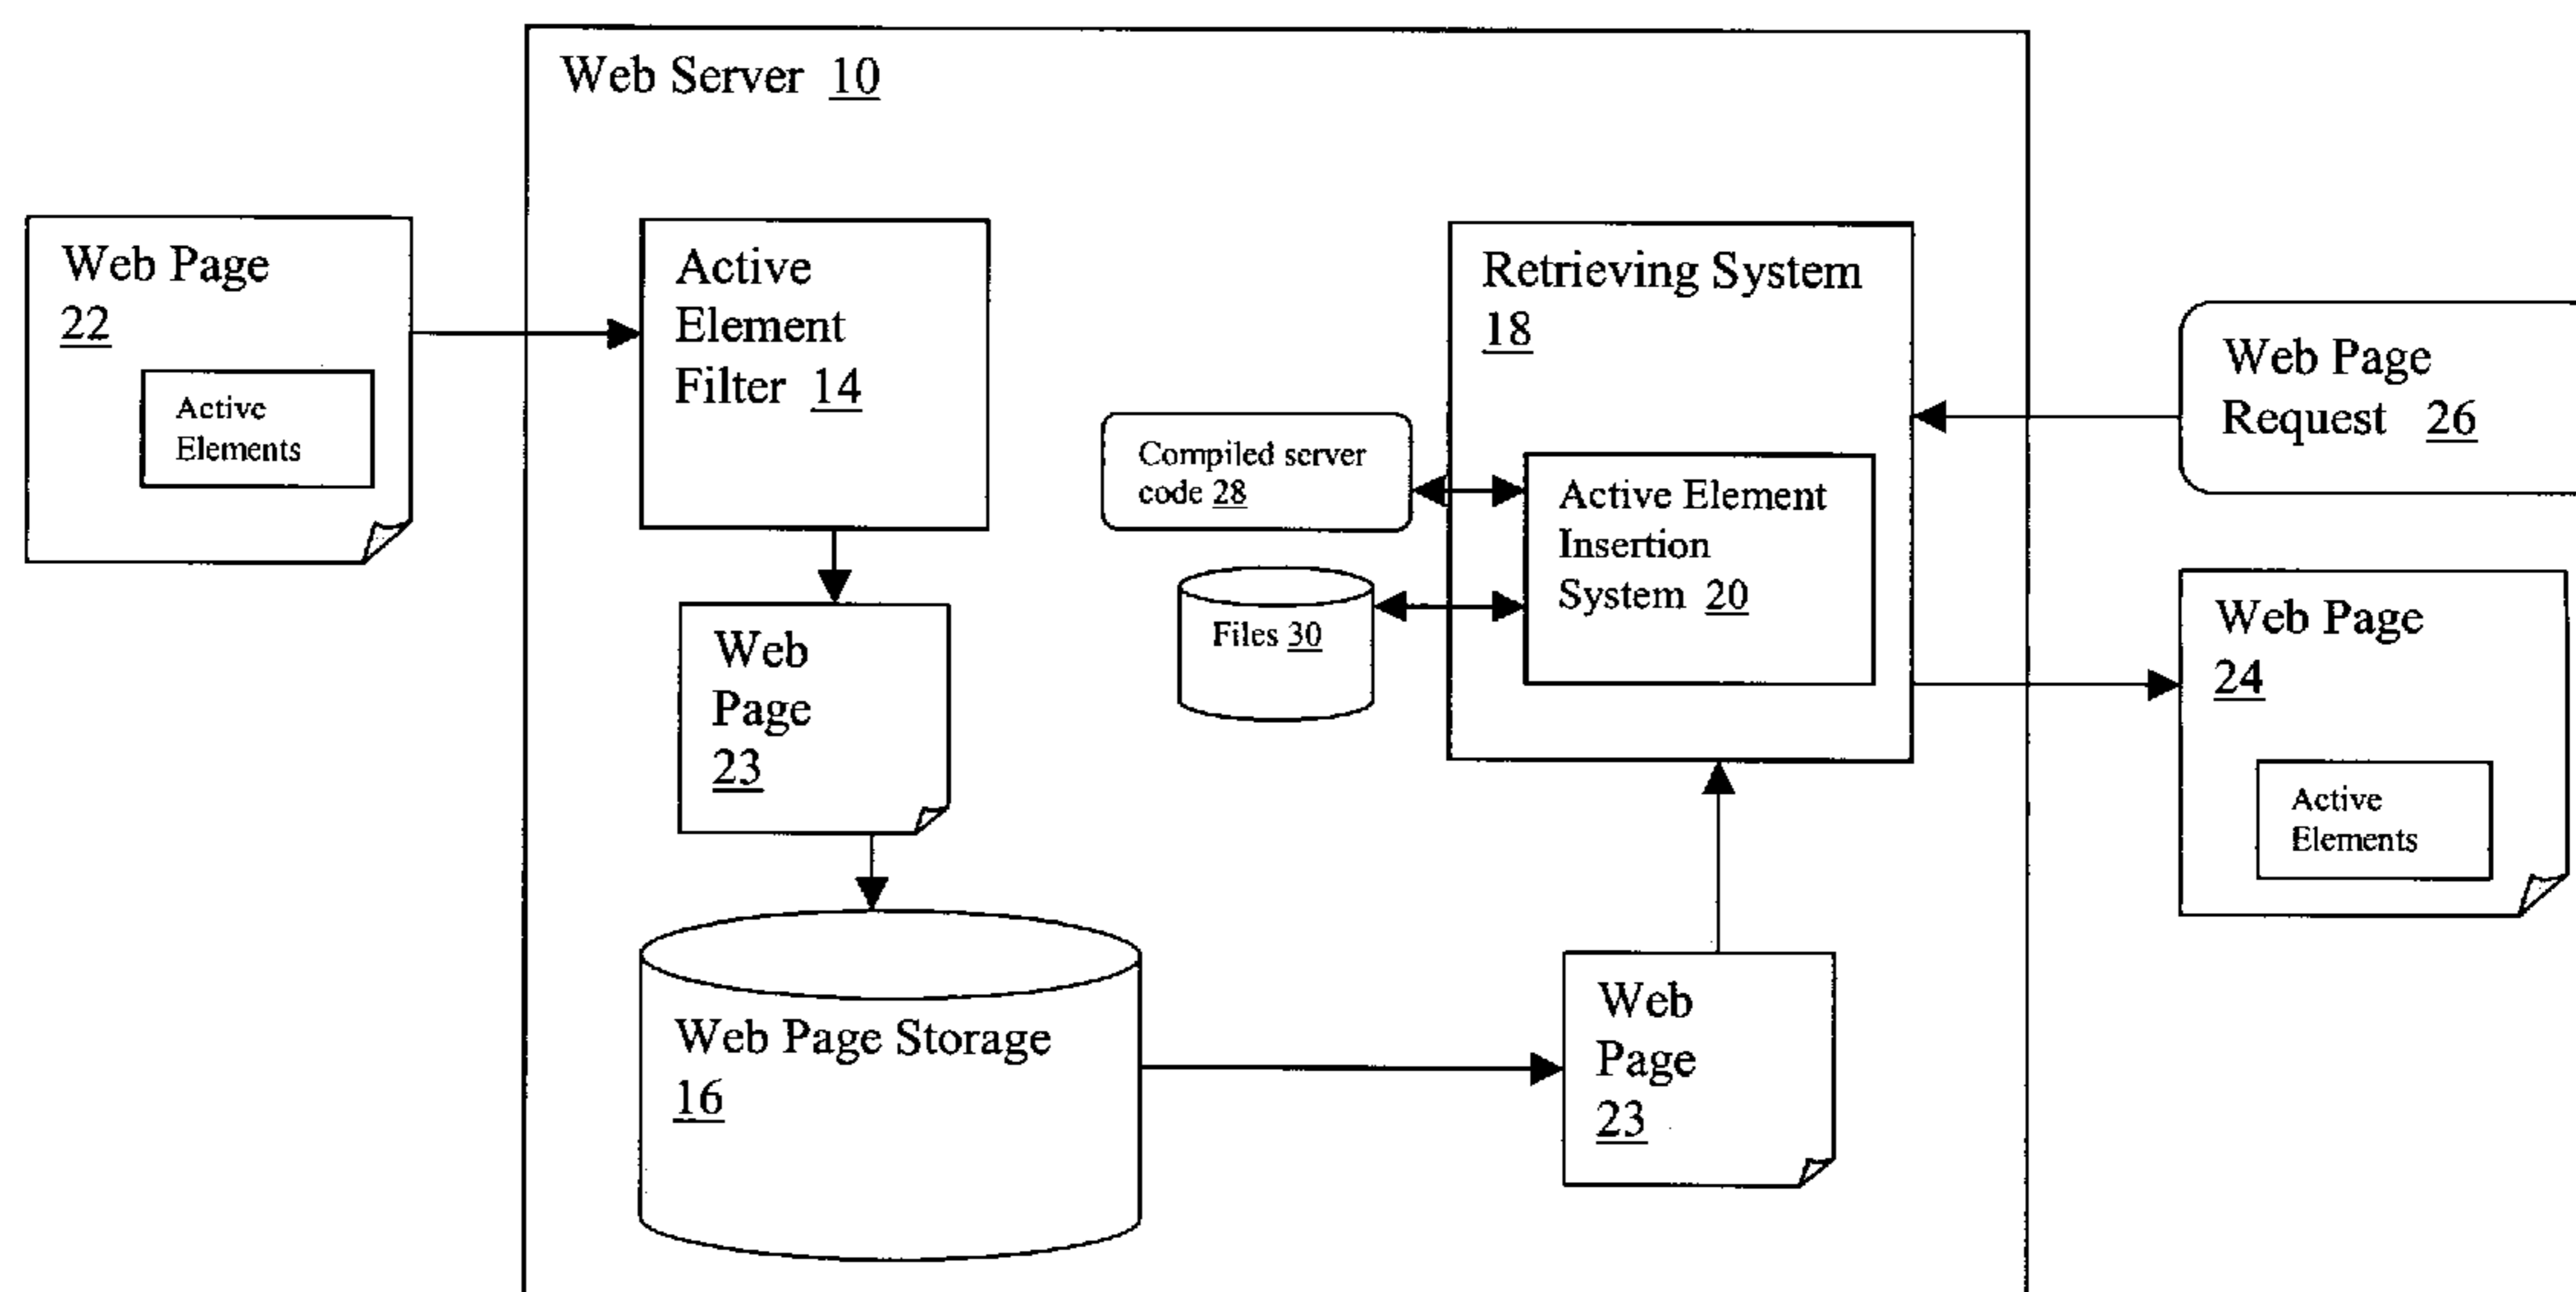 Web Server 10
Web Page
22
Active
Elements
Active
Element
Filter 14
Web
Page
23
Web Page Storage
16
Compiled server
code 28
Files 30
Retrieving System
18
Active Element
Insertion
System 20
Web
Page
23
Web Page
Request 26
Web Page
24
Active
Elements